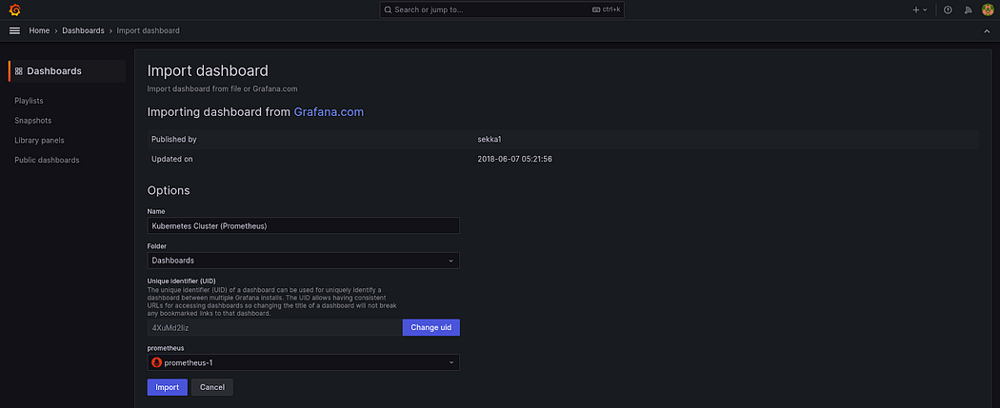 Search or jump to...
ctrl+k
Home › Dashboards › Import dashboard
Dashboards
Playlists
Snapshots
Library panels
Public dashboards
Import dashboard
Import dashboard from file or Grafana.com
Importing dashboard from Grafana.com
Published by sekka1
Updated on 2018-06-07 05:21:56
Options
Name
Kubernetes Cluster (Prometheus)
Folder
Dashboards
Unique identifier (UID)
The unique identifier (UID) of a dashboard can be used for uniquely identify a
dashboard between multiple Grafana installs. The UID allows having consistent
URLs for accessing dashboards so changing the title of a dashboard will not break
any bookmarked links to that dashboard.
Change uid
prometheus
prometheus-1
Import Cancel